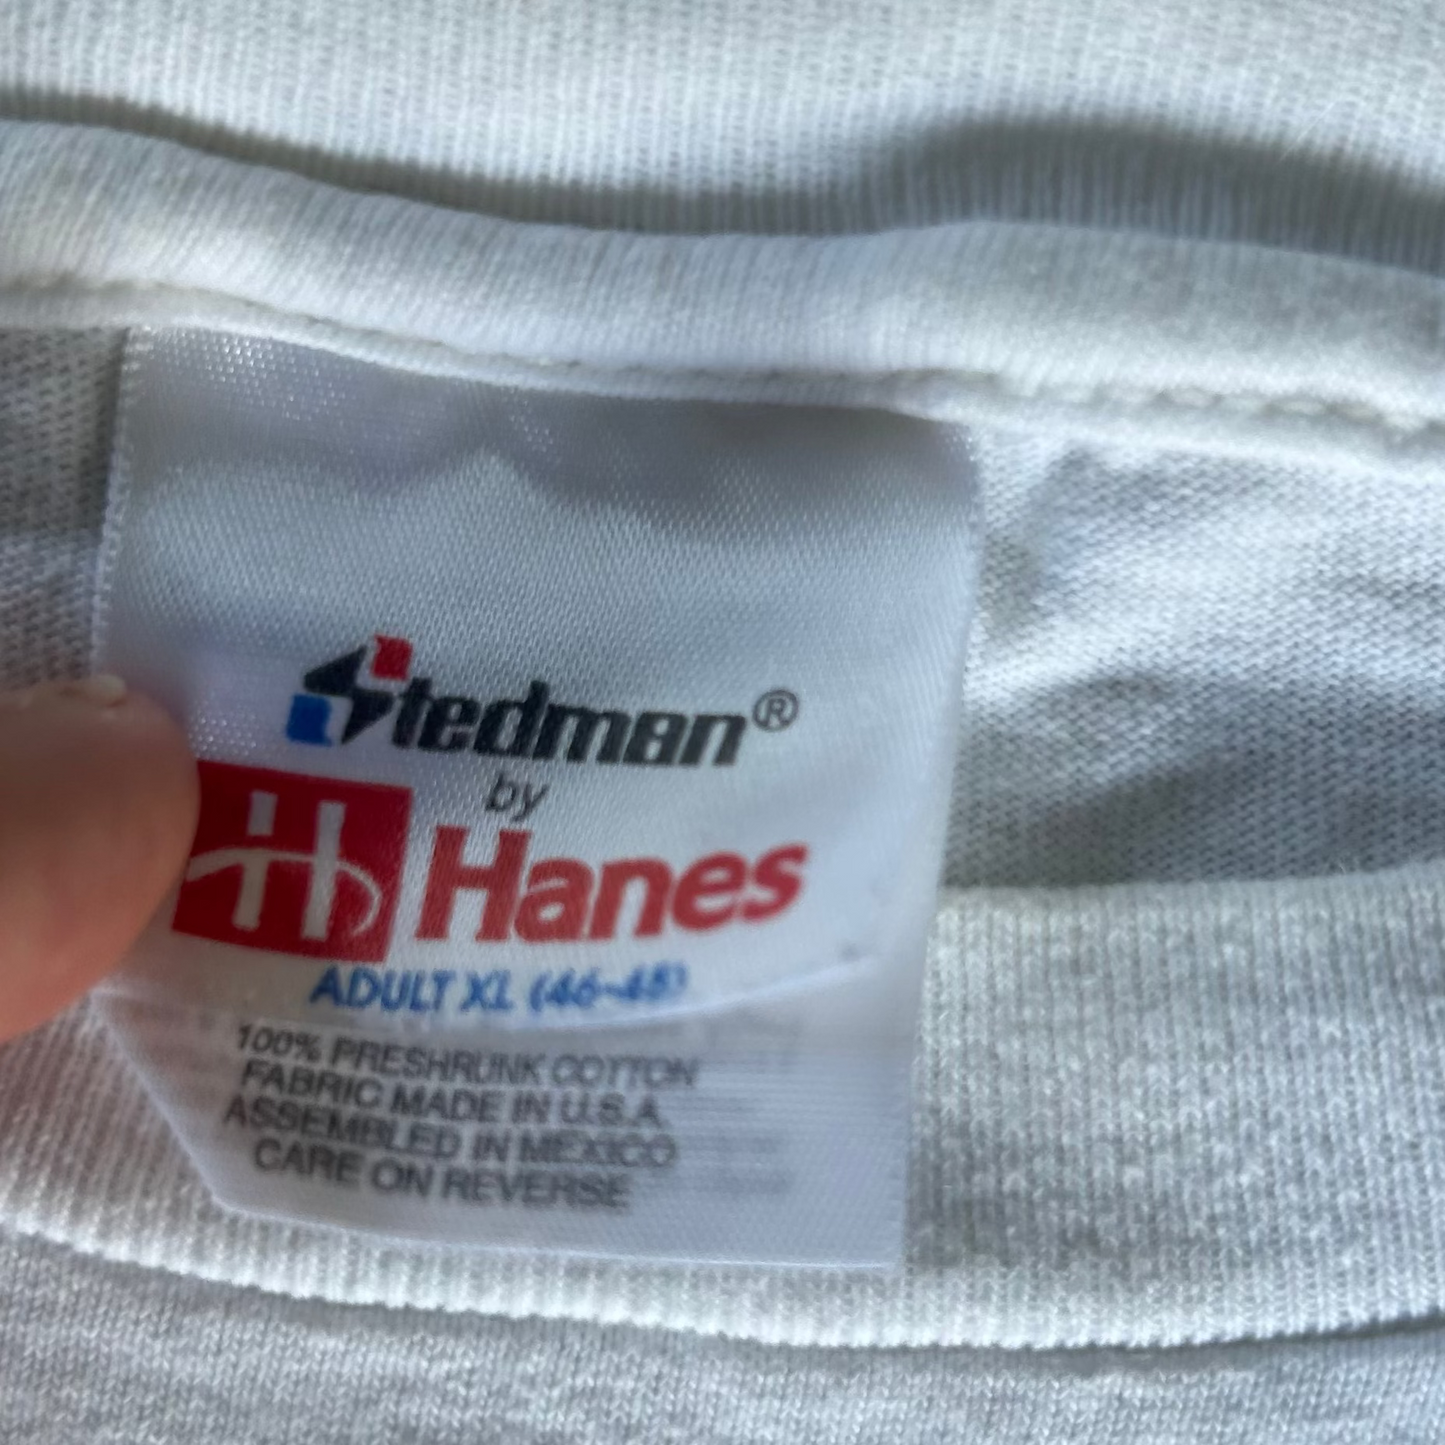 Stedman®
by
Hanes
ADULT XL (46-48)
100% PRESHRUNK COTTON
FABRIC MADE IN U.S.A.
ASSEMBLED IN MEXICO
CARE ON REVERSE